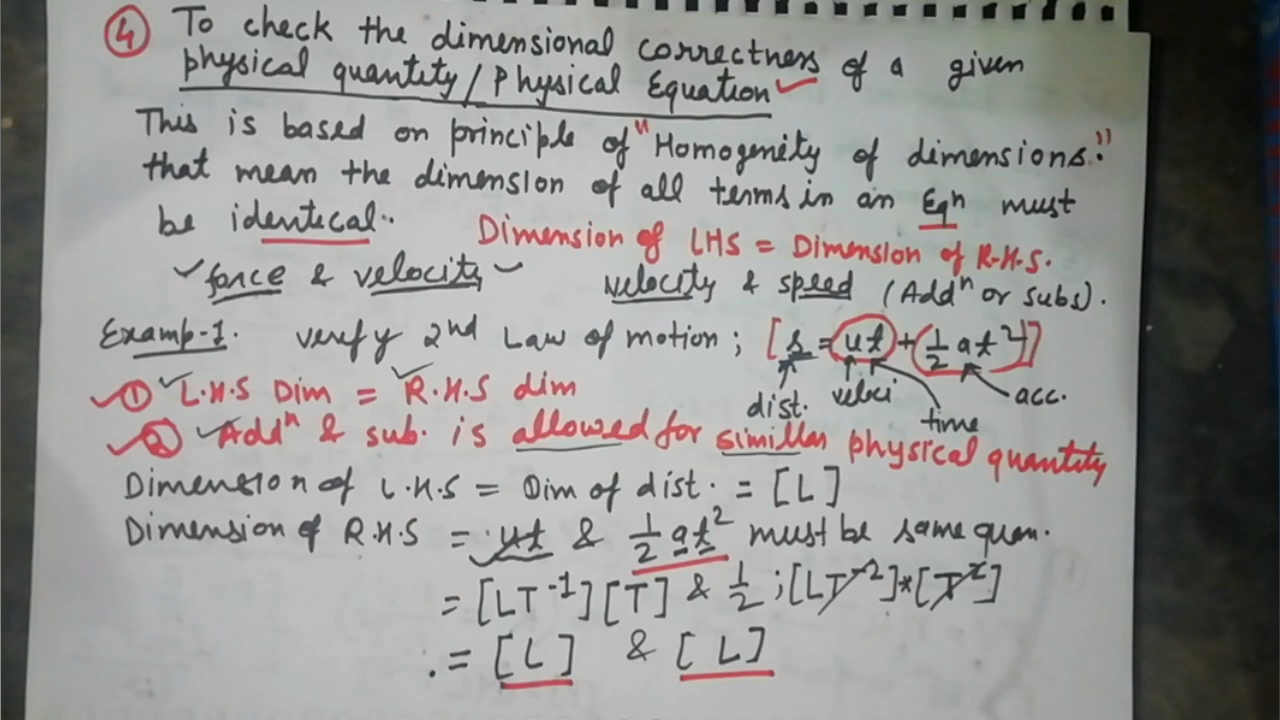 ④ To check the dimensional correctness of a given
physical quantity / Physical Equation
This is based on principle of "Homogenity of dimensions."
that mean the dimension of all terms in an Eqn must
be identical.. Dimension of LHS = Dimension of R.H.S.
force & velocity velocity & speed (Addn or subs).
Examp-1. verify 2nd Law of motion ; [s = ut + (1/2 at²)]
dist. veloci time acc.
① L.H.S Dim = R.H.S dim
② Addn & sub. is allowed for simillar physical quantity
Dimension of L.H.S = Dim of dist. = [L]
Dimension of R.H.S = ut & 1/2 at² must be same quan.
= [LT⁻¹][T] & 1/2 ; [LT⁻²]*[T²]
= [L] & [L]